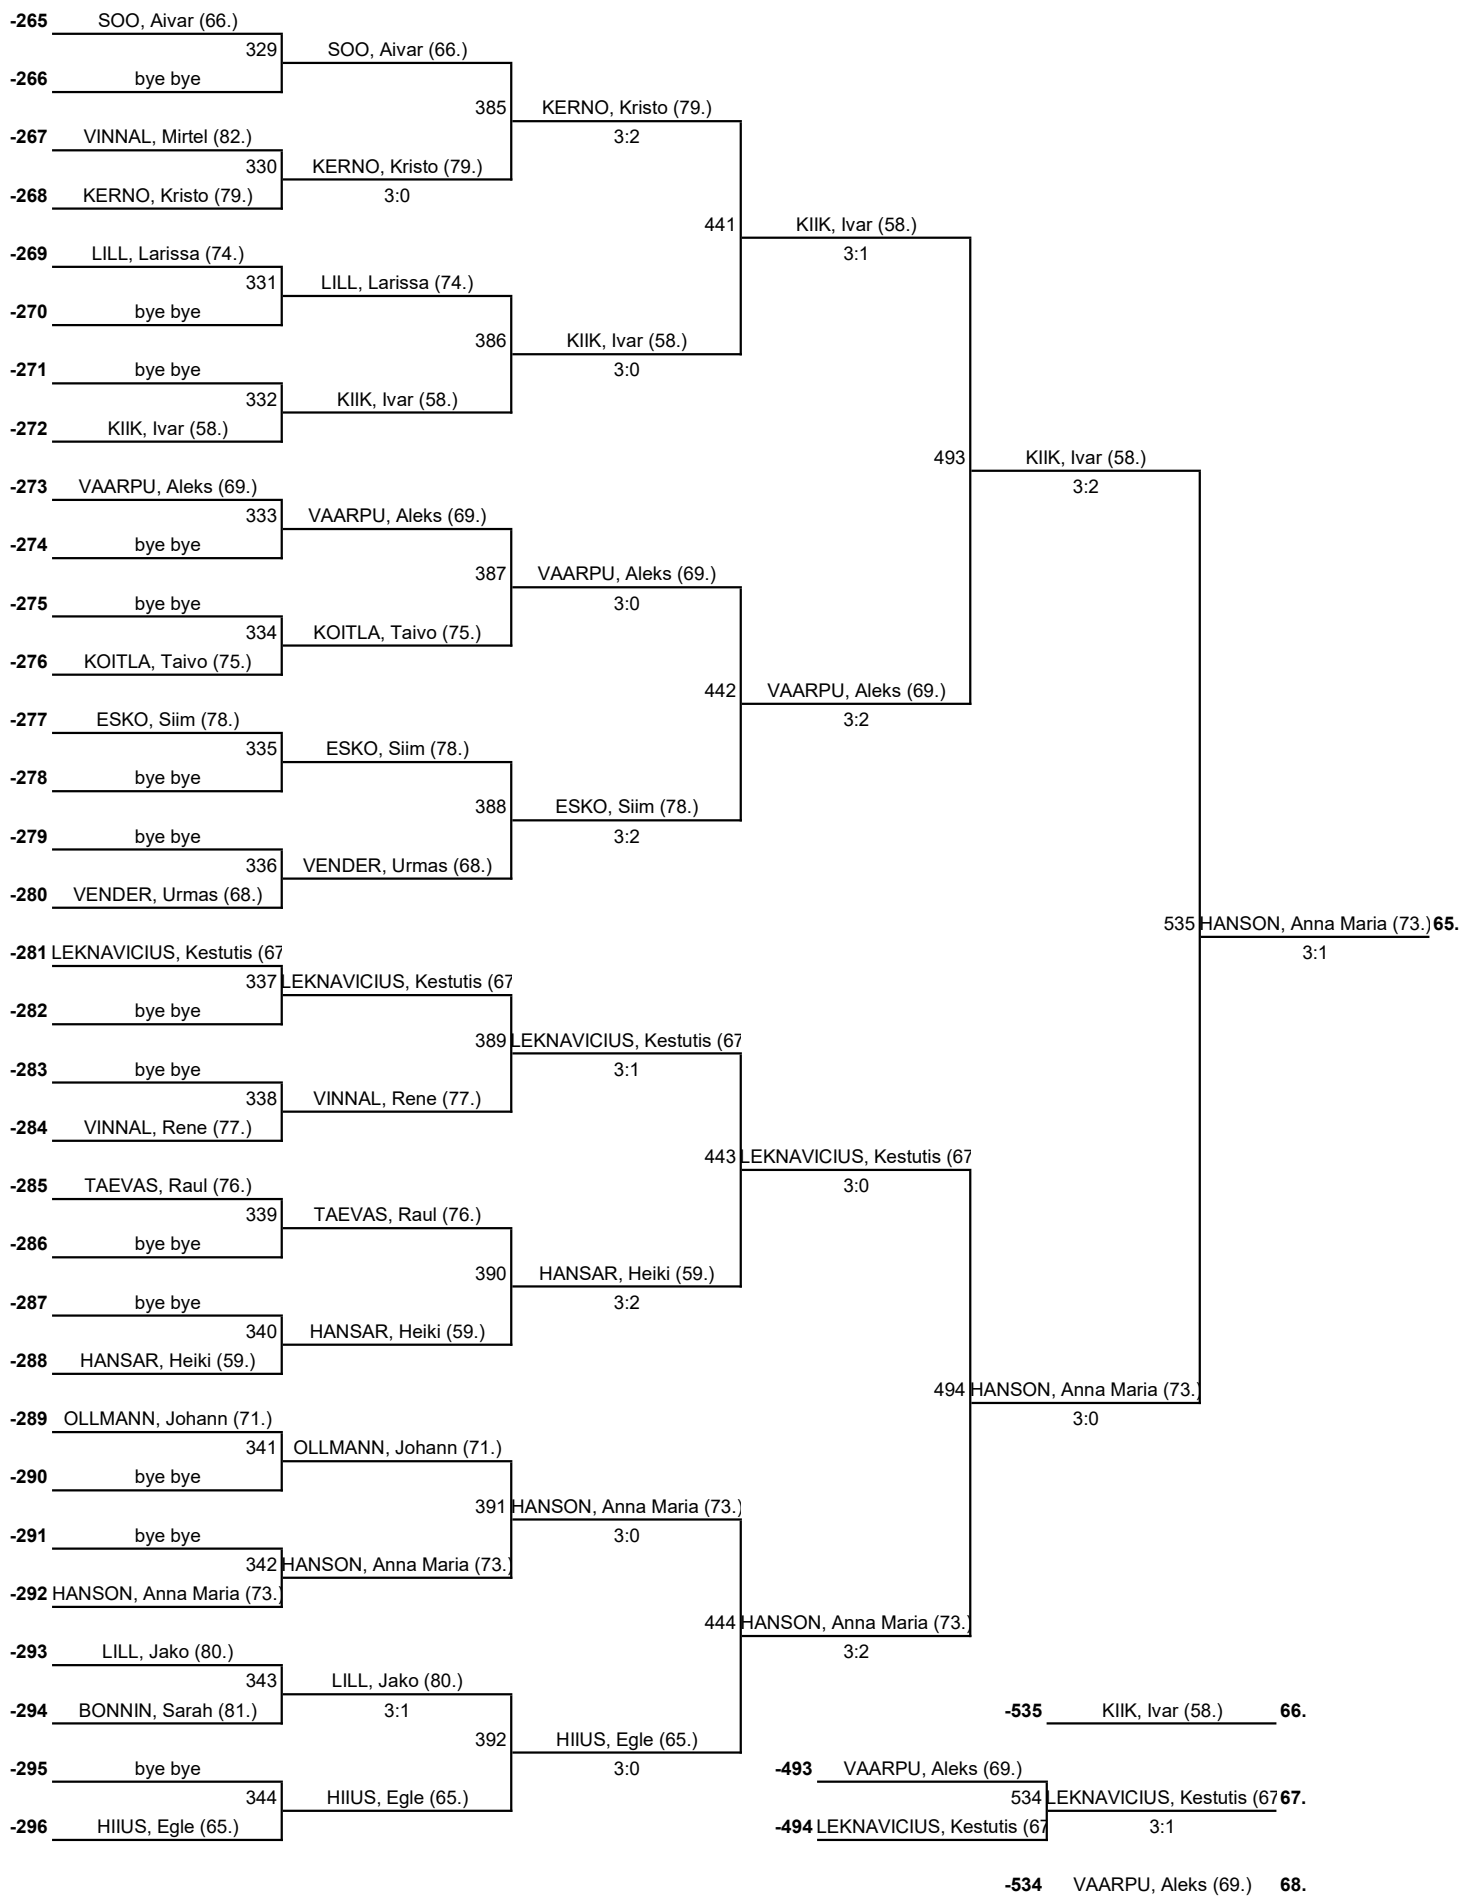 -265 SOO, Aivar (66.)
329 SOO, Aivar (66.)
-266 bye bye
385 KERNO, Kristo (79.)
-267 VINNAL, Mirtel (82.) 3:2
330 KERNO, Kristo (79.)
-268 KERNO, Kristo (79.) 3:0
441 KIIK, Ivar (58.)
-269 LILL, Larissa (74.) 3:1
331 LILL, Larissa (74.)
-270 bye bye
386 KIIK, Ivar (58.)
-271 bye bye 3:0
332 KIIK, Ivar (58.)
-272 KIIK, Ivar (58.)
493 KIIK, Ivar (58.)
-273 VAARPU, Aleks (69.) 3:2
333 VAARPU, Aleks (69.)
-274 bye bye
387 VAARPU, Aleks (69.)
-275 bye bye 3:0
334 KOITLA, Taivo (75.)
-276 KOITLA, Taivo (75.)
442 VAARPU, Aleks (69.)
-277 ESKO, Siim (78.) 3:2
335 ESKO, Siim (78.)
-278 bye bye
388 ESKO, Siim (78.)
-279 bye bye 3:2
336 VENDER, Urmas (68.)
-280 VENDER, Urmas (68.)
535 HANSON, Anna Maria (73.) 65.
-281 LEKNAVICIUS, Kestutis (67 3:1
337 LEKNAVICIUS, Kestutis (67
-282 bye bye
389 LEKNAVICIUS, Kestutis (67
-283 bye bye 3:1
338 VINNAL, Rene (77.)
-284 VINNAL, Rene (77.)
443 LEKNAVICIUS, Kestutis (67
-285 TAEVAS, Raul (76.) 3:0
339 TAEVAS, Raul (76.)
-286 bye bye
390 HANSAR, Heiki (59.)
-287 bye bye 3:2
340 HANSAR, Heiki (59.)
-288 HANSAR, Heiki (59.)
494 HANSON, Anna Maria (73.)
-289 OLLMANN, Johann (71.) 3:0
341 OLLMANN, Johann (71.)
-290 bye bye
391 HANSON, Anna Maria (73.)
-291 bye bye 3:0
342 HANSON, Anna Maria (73.)
-292 HANSON, Anna Maria (73.)
444 HANSON, Anna Maria (73.)
-293 LILL, Jako (80.) 3:2
343 LILL, Jako (80.)
-294 BONNIN, Sarah (81.) 3:1 -535 KIIK, Ivar (58.) 66.
392 HIIUS, Egle (65.)
-295 bye bye 3:0 -493 VAARPU, Aleks (69.)
344 HIIUS, Egle (65.) 534 LEKNAVICIUS, Kestutis (67 67.
-296 HIIUS, Egle (65.) -494 LEKNAVICIUS, Kestutis (67 3:1
-534 VAARPU, Aleks (69.) 68.